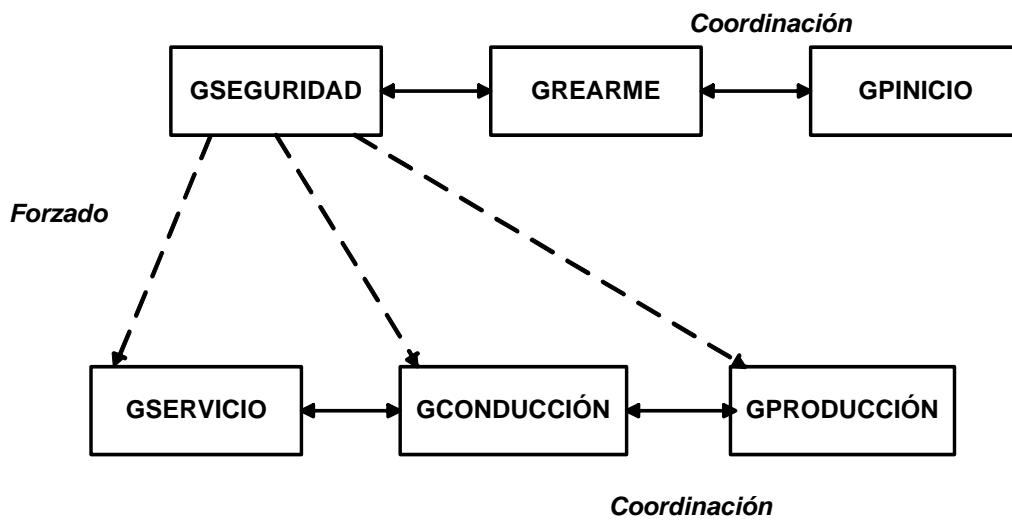 Coordinación
GSEGURIDAD
GREARME
GPINICIO
Forzado
GSERVICIO
GCONDUCCIÓN
GPRODUCCIÓN
Coordinación